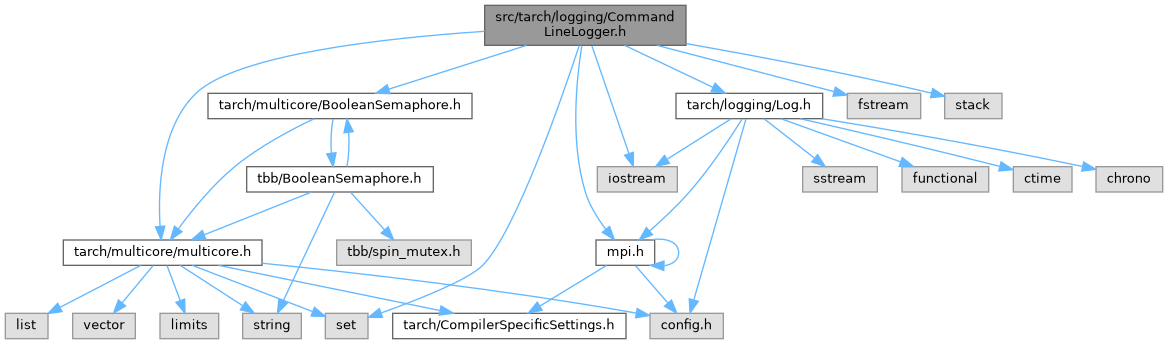 src/tarch/logging/Command
LineLogger.h
tarch/multicore/BooleanSemaphore.h
tarch/logging/Log.h
fstream
stack
tbb/BooleanSemaphore.h
iostream
sstream
functional
ctime
chrono
tarch/multicore/multicore.h
tbb/spin_mutex.h
mpi.h
list
vector
limits
string
set
tarch/CompilerSpecificSettings.h
config.h